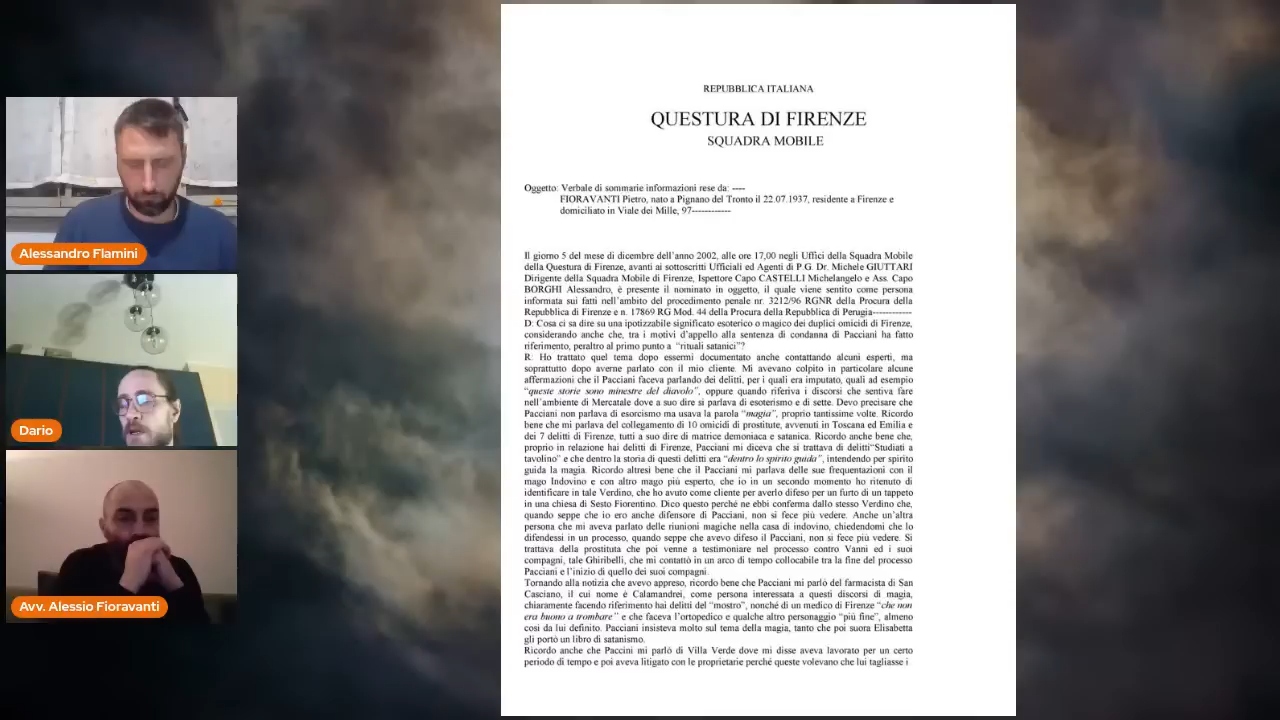 Alessandro Flamini
Dario
Avv. Alessio Fioravanti
REPUBBLICA ITALIANA
QUESTURA DI FIRENZE
SQUADRA MOBILE
Oggetto: Verbale di sommarie informazioni rese da: ----
FIORAVANTI Pietro, nato a Pignano del Tronto il 22.07.1937, residente a Firenze e
domiciliato in Viale dei Mille, 97------------
Il giorno 5 del mese di dicembre dell'anno 2002, alle ore 17,00 negli Uffici della Squadra Mobile
della Questura di Firenze, avanti ai sottoscritti Ufficiali ed Agenti di P.G. Dr. Michele GIUTTARI
Dirigente della Squadra Mobile di Firenze, Ispettore Capo CASTELLI Michelangelo e Ass. Capo
BORGHI Alessandro, è presente il nominato in oggetto, il quale viene sentito come persona
informata sui fatti nell'ambito del procedimento penale nr. 3212/96 RGNR della Procura della
Repubblica di Firenze e n. 17869 RG Mod. 44 della Procura della Repubblica di Perugia------------
D: Cosa ci sa dire su una ipotizzabile significato esoterico o magico dei duplici omicidi di Firenze,
considerando anche che, tra i motivi d'appello alla sentenza di condanna di Pacciani ha fatto
riferimento, peraltro al primo punto a "rituali satanici"?
R: Ho trattato quel tema dopo essermi documentato anche contattando alcuni esperti, ma
soprattutto dopo averne parlato con il mio cliente. Mi avevano colpito in particolare alcune
affermazioni che il Pacciani faceva parlando dei delitti, per i quali era imputato, quali ad esempio
"queste storie sono minestre del diavolo", oppure quando riferiva i discorsi che sentiva fare
nell'ambiente di Mercatale dove a suo dire si parlava di esoterismo e di sette. Devo precisare che
Pacciani non parlava di esorcismo ma usava la parola "magia", proprio tantissime volte. Ricordo
bene che mi parlava del collegamento di 10 omicidi di prostitute, avvenuti in Toscana ed Emilia e
dei 7 delitti di Firenze, tutti a suo dire di matrice demoniaca e satanica. Ricordo anche bene che,
proprio in relazione hai delitti di Firenze, Pacciani mi diceva che si trattava di delitti"Studiati a
tavolino" e che dentro la storia di questi delitti era "dentro lo spirito guida", intendendo per spirito
guida la magia. Ricordo altresi bene che il Pacciani mi parlava delle sue frequentazioni con il
mago Indovino e con altro mago più esperto, che io in un secondo momento ho ritenuto di
identificare in tale Verdino, che ho avuto come cliente per averlo difeso per un furto di un tappeto
in una chiesa di Sesto Fiorentino. Dico questo perché ne ebbi conferma dallo stesso Verdino che,
quando seppe che io ero anche difensore di Pacciani, non si fece più vedere. Anche un'altra
persona che mi aveva parlato delle riunioni magiche nella casa di indovino, chiedendomi che lo
difendessi in un processo, quando seppe che avevo difeso il Pacciani, non si fece più vedere. Si
trattava della prostituta che poi venne a testimoniare nel processo contro Vanni ed i suoi
compagni, tale Ghiribelli, che mi contattò in un arco di tempo collocabile tra la fine del processo
Pacciani e l'inizio di quello dei suoi compagni.
Tornando alla notizia che avevo appreso, ricordo bene che Pacciani mi parlò del farmacista di San
Casciano, il cui nome è Calamandrei, come persona interessata a questi discorsi di magia,
chiaramente facendo riferimento hai delitti del "mostro", nonché di un medico di Firenze "che non
era buono a trombare" e che faceva l'ortopedico e qualche altro personaggio "più fine", almeno
così da lui definito. Pacciani insisteva molto sul tema della magia, tanto che poi suora Elisabetta
gli portò un libro di satanismo.
Ricordo anche che Paccini mi parlò di Villa Verde dove mi disse aveva lavorato per un certo
periodo di tempo e poi aveva litigato con le proprietarie perché queste volevano che lui tagliasse i